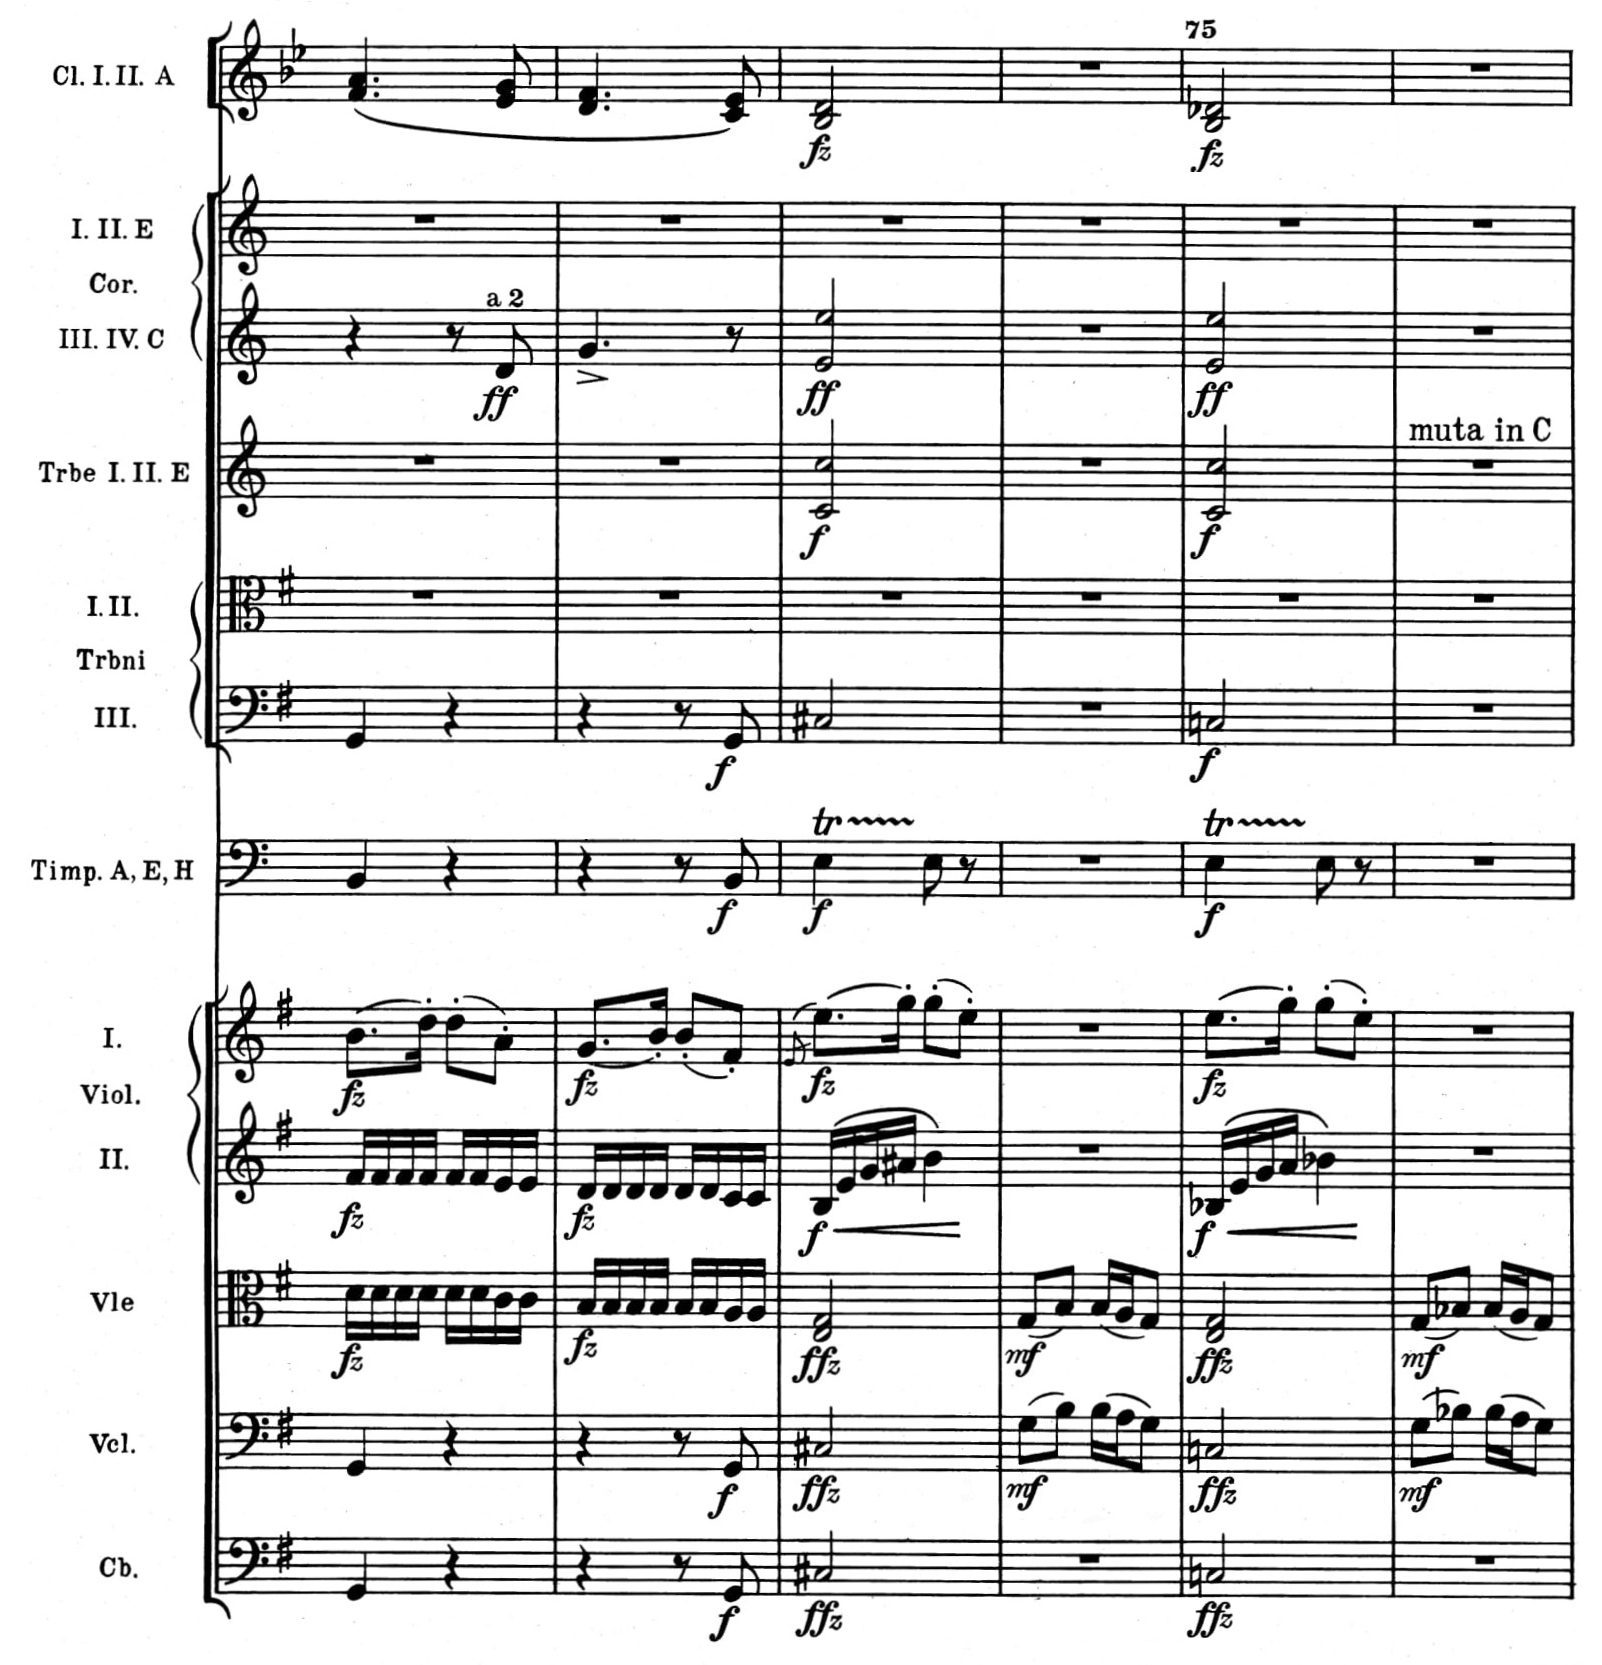 75
Cl. I. II. A
I. II. E
Cor.
a 2
III. IV. C
ff ff ff
fz fz
muta in C
Trbe I. II. E
f f
I. II.
Trbni
III.
f f
tr tr
Timp. A, E, H
f f f
I.
fz fz fz fz
Viol.
II.
fz fz f f
Vle
fz fz ffz mf ffz mf
Vcl.
f ffz mf ffz mf
Cb.
f ffz ffz